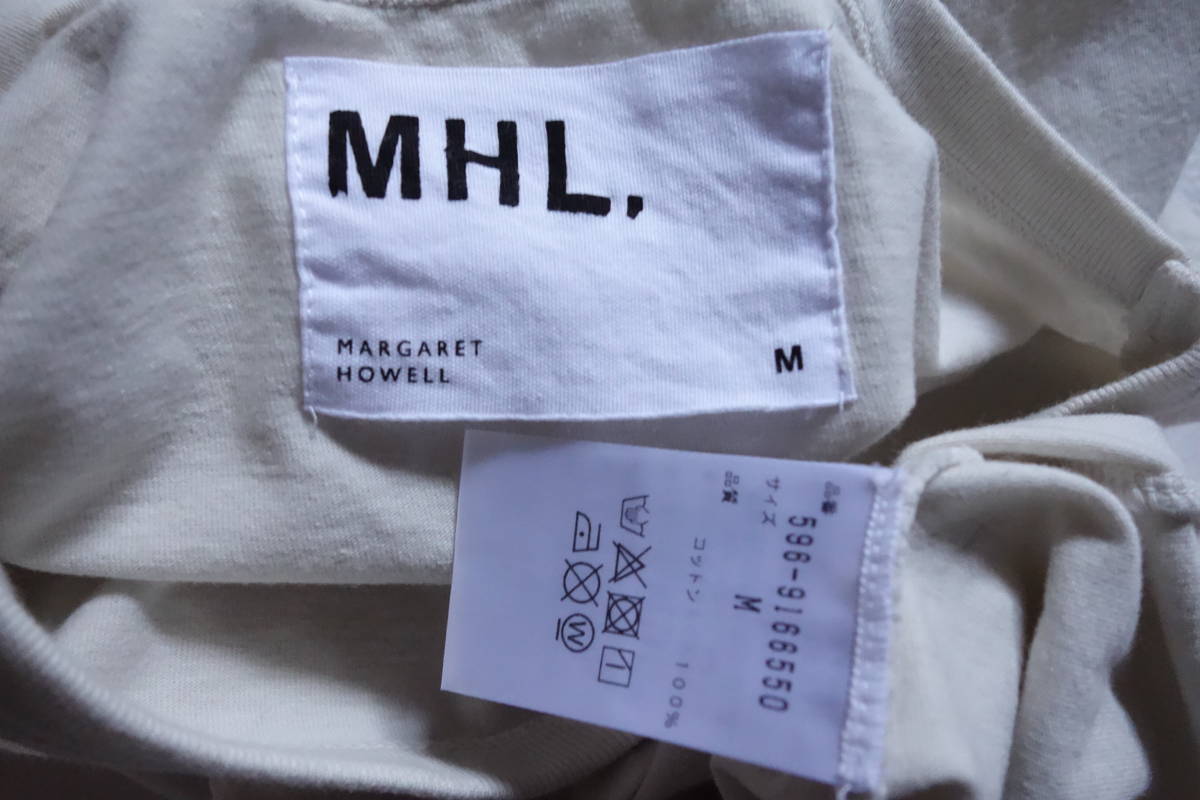 MHL.
MARGARET
HOWELL
M
品番 596-9166550
サイズ M
品質
コットン 100%
W